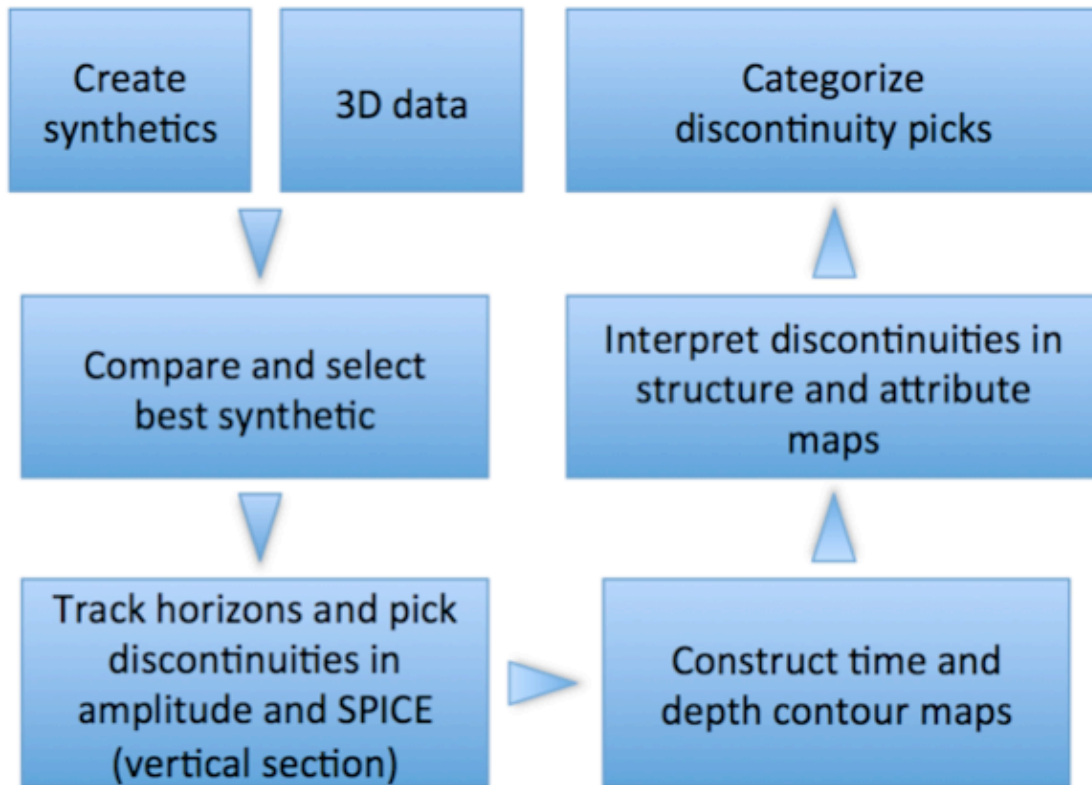 Create
synthetics
3D data
Compare and select
best synthetic
Track horizons and pick
discontinuities in
amplitude and SPICE
(vertical section)
Construct time and
depth contour maps
Interpret discontinuities in
structure and attribute
maps
Categorize
discontinuity picks